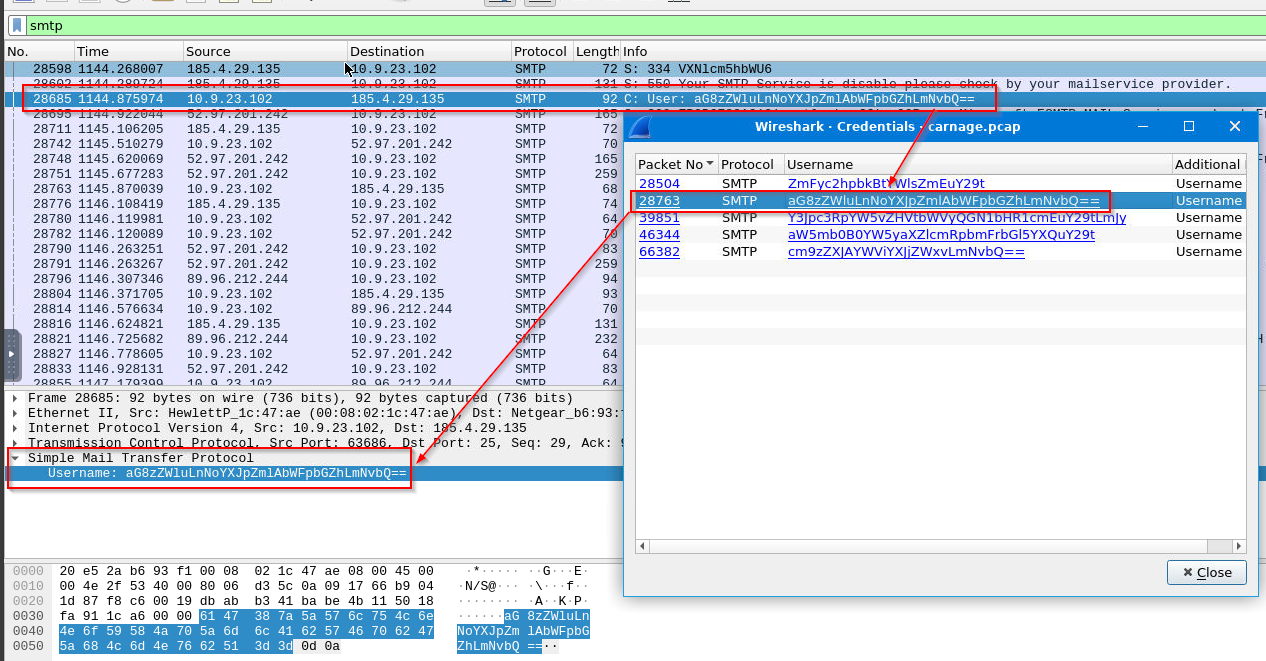 smtp
No. Time Source Destination Protocol Length Info
28598 1144.268007 185.4.29.135 10.9.23.102 SMTP 72 S: 334 VXNlcm5hbWU6
28602 1144.289724 185.4.29.135 10.9.23.102 SMTP 131 S: 550 Your SMTP Service is disable please check by your mailservice provider.
28685 1144.875974 10.9.23.102 185.4.29.135 SMTP 92 C: User: aG8zZWluLnNoYXJpZmlAbWFpbGZhLmNvbQ==
28695 1144.922044 52.97.201.242 10.9.23.102 SMTP 165
28711 1145.106205 185.4.29.135 10.9.23.102 SMTP 72
28742 1145.510279 10.9.23.102 52.97.201.242 SMTP 70
28748 1145.620069 52.97.201.242 10.9.23.102 SMTP 165
28751 1145.677283 52.97.201.242 10.9.23.102 SMTP 259
28763 1145.870039 10.9.23.102 185.4.29.135 SMTP 68
28776 1146.108419 185.4.29.135 10.9.23.102 SMTP 74
28780 1146.119981 10.9.23.102 52.97.201.242 SMTP 64
28782 1146.120089 10.9.23.102 52.97.201.242 SMTP 70
28790 1146.263251 52.97.201.242 10.9.23.102 SMTP 83
28791 1146.263267 52.97.201.242 10.9.23.102 SMTP 259
28796 1146.307346 89.96.212.244 10.9.23.102 SMTP 94
28804 1146.371705 10.9.23.102 185.4.29.135 SMTP 93
28814 1146.576634 10.9.23.102 89.96.212.244 SMTP 70
28816 1146.624821 185.4.29.135 10.9.23.102 SMTP 131
28821 1146.725682 89.96.212.244 10.9.23.102 SMTP 232
28827 1146.778605 10.9.23.102 52.97.201.242 SMTP 64
28833 1146.928131 52.97.201.242 10.9.23.102 SMTP 83
28855 1147.179399 10.9.23.102 89.96.212.244 SMTP 64
Wireshark · Credentials · carnage.pcap
Packet No Protocol Username Additional
28504 SMTP ZmFyc2hpbkBtYWlsZmEuY29t Username
28763 SMTP aG8zZWluLnNoYXJpZmlAbWFpbGZhLmNvbQ== Username
39851 SMTP Y3Jpc3RpYW5vZHVtbWVyQGN1bHR1cmEuY29tLmJy Username
46344 SMTP aW5mb0B0YW5yaXZlcmRpbmFrbGl5YXQuY29t Username
66382 SMTP cm9zZXJAYWViYXJjZWxvLmNvbQ== Username
Close
Frame 28685: 92 bytes on wire (736 bits), 92 bytes captured (736 bits)
Ethernet II, Src: HewlettP_1c:47:ae (00:08:02:1c:47:ae), Dst: Netgear_b6:93:
Internet Protocol Version 4, Src: 10.9.23.102, Dst: 185.4.29.135
Transmission Control Protocol, Src Port: 63686, Dst Port: 25, Seq: 29, Ack:
Simple Mail Transfer Protocol
Username: aG8zZWluLnNoYXJpZmlAbWFpbGZhLmNvbQ==
0000 20 e5 2a b6 93 f1 00 08 02 1c 47 ae 08 00 45 00 ·*····· ··G···E·
0010 00 4e 2f 53 40 00 80 06 d3 5c 0a 09 17 66 b9 04 ·N/S@··· ·\···f··
0020 1d 87 f8 c6 00 19 db ab b3 41 ba be 4b 11 50 18 ········ ·A··K·P·
0030 fa 91 1c a6 00 00 61 47 38 7a 5a 57 6c 75 4c 6e ······aG 8zZWluLn
0040 4e 6f 59 58 4a 70 5a 6d 6c 41 62 57 46 70 62 47 NoYXJpZm lAbWFpbG
0050 5a 68 4c 6d 4e 76 62 51 3d 3d 0d 0a ZhLmNvbQ ==··